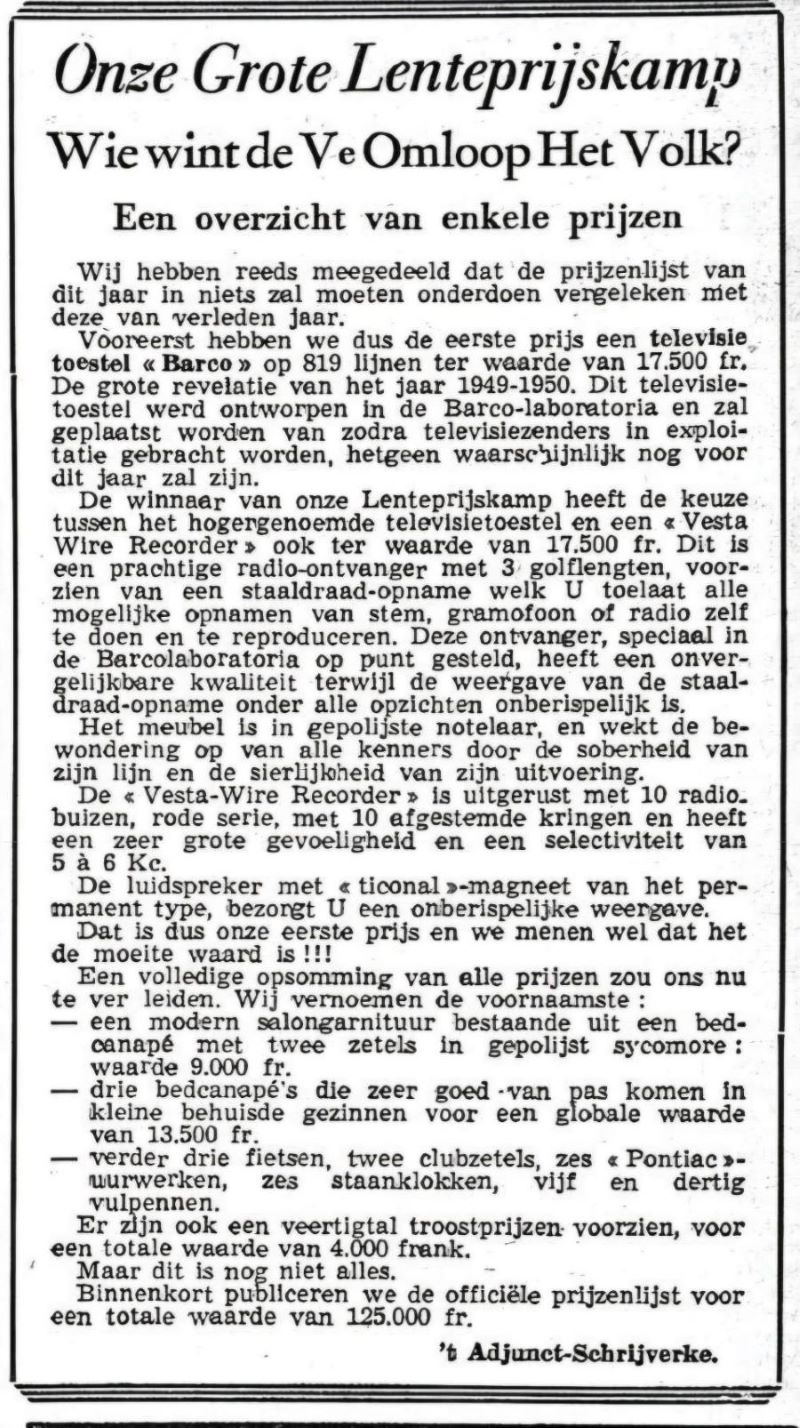 Onze Grote Lenteprijskamp
Wie wint de Ve Omloop Het Volk?
Een overzicht van enkele prijzen
Wij hebben reeds meegedeeld dat de prijzenlijst van
dit jaar in niets zal moeten onderdoen vergeleken met
deze van verleden jaar.
Vooreerst hebben we dus de eerste prijs een televisie
toestel « Barco » op 819 lijnen ter waarde van 17.500 fr.
De grote revelatie van het jaar 1949-1950. Dit televisie-
toestel werd ontworpen in de Barco-laboratoria en zal
geplaatst worden van zodra televisiezenders in exploi-
tatie gebracht worden, hetgeen waarschijnlijk nog voor
dit jaar zal zijn.
De winnaar van onze Lenteprijskamp heeft de keuze
tussen het hogergenoemde televisietoestel en een « Vesta
Wire Recorder » ook ter waarde van 17.500 fr. Dit is
een prachtige radio-ontvanger met 3 golflengten, voor-
zien van een staaldraad-opname welk U toelaat alle
mogelijke opnamen van stem, gramofoon of radio zelf
te doen en te reproduceren. Deze ontvanger, speciaal in
de Barcolaboratoria op punt gesteld, heeft een onver-
gelijkbare kwaliteit terwijl de weergave van de staal-
draad-opname onder alle opzichten onberispelijk is.
Het meubel is in gepolijste notelaar, en wekt de be-
wondering op van alle kenners door de soberheid van
zijn lijn en de sierlijkheid van zijn uitvoering.
De « Vesta-Wire Recorder » is uitgerust met 10 radio-
buizen, rode serie, met 10 afgestemde kringen en heeft
een zeer grote gevoeligheid en een selectiviteit van
5 à 6 Kc.
De luidspreker met « ticonal »-magneet van het per-
manent type, bezorgt U een onberispelijke weergave.
Dat is dus onze eerste prijs en we menen wel dat het
de moeite waard is !!!
Een volledige opsomming van alle prijzen zou ons nu
te ver leiden. Wij vernoemen de voornaamste :
— een modern salongarnituur bestaande uit een bed-
canapé met twee zetels in gepolijst sycomore :
waarde 9.000 fr.
— drie bedcanapé's die zeer goed van pas komen in
kleine behuisde gezinnen voor een globale waarde
van 13.500 fr.
— verder drie fietsen, twee clubzetels, zes « Pontiac »-
uurwerken, zes staanklokken, vijf en dertig
vulpennen.
Er zijn ook een veertigtal troostprijzen voorzien, voor
een totale waarde van 4.000 frank.
Maar dit is nog niet alles.
Binnenkort publiceren we de officiële prijzenlijst voor
een totale waarde van 125.000 fr.
't Adjunct-Schrijverke.